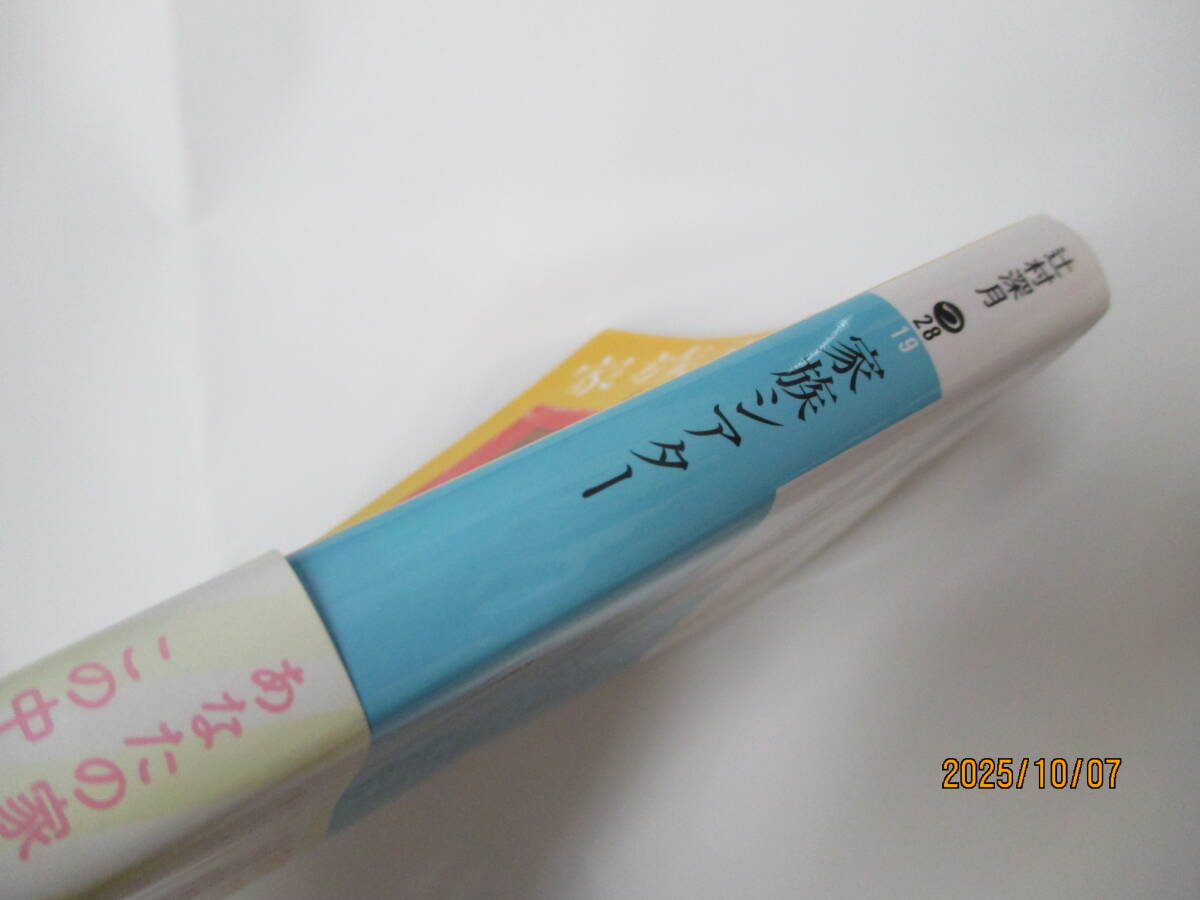 辻村深月
28
19
家族シアター
あなたの家
この中
2025/10/07